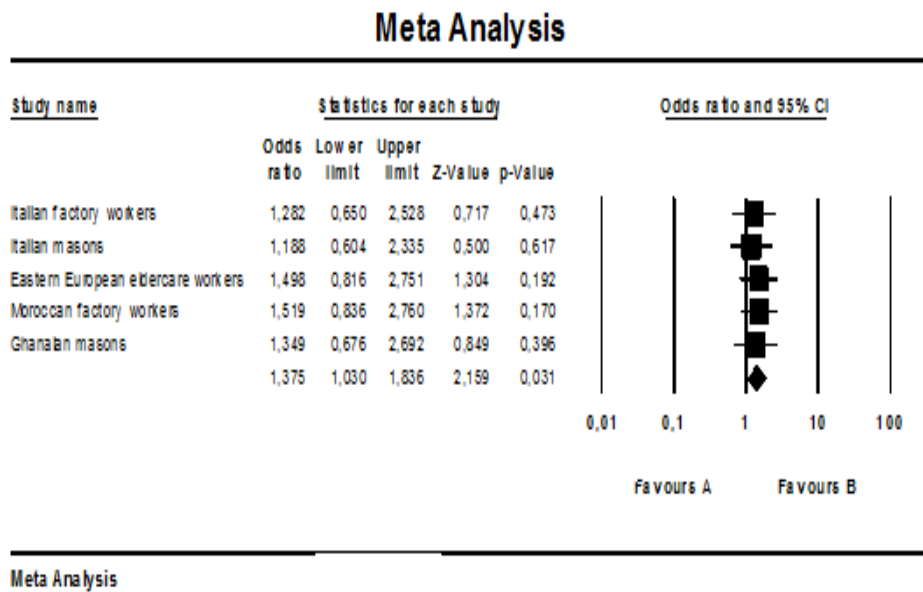 Meta Analysis
Study name Statistics for each study Odds ratio and 95% CI
Odds Lower Upper
ratio limit limit Z-Value p-Value
Italian factory workers 1,282 0,650 2,528 0,717 0,473
Italian masons 1,188 0,604 2,335 0,500 0,617
Eastern European eldercare workers 1,498 0,816 2,751 1,304 0,192
Moroccan factory workers 1,519 0,836 2,760 1,372 0,170
Ghanaian masons 1,349 0,676 2,692 0,849 0,396
1,375 1,030 1,836 2,159 0,031
0,01 0,1 1 10 100
Favours A Favours B
Meta Analysis